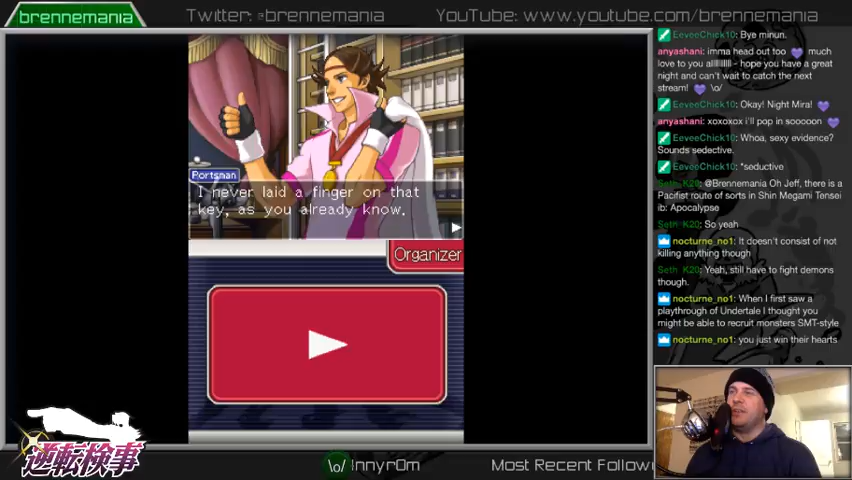 brennemania
Twitter: @brennemania
YouTube: www.youtube.com/brennemania
Portsman
I never laid a finger on that
key, as you already know.
Organizer
EeveeChick10: Bye minun.
anyashani: imma head out too much
love to you alllllllllll - hope you have a great
night and can't wait to catch the next
stream! \o/
EeveeChick10: Okay! Night Mira!
anyashani: xoxoxox i'll pop in sooooon
EeveeChick10: Whoa, sexy evidence?
Sounds sedective.
EeveeChick10: *seductive
Seth_K20: @Brennemania Oh Jeff, there is a
Pacifist route of sorts in Shin Megami Tensei
ib: Apocalypse
Seth_K20: So yeah
nocturne_no1: It doesn't consist of not
killing anything though
Seth_K20: Yeah, still have to fight demons
though.
nocturne_no1: When I first saw a
playthrough of Undertale I thought you
might be able to recruit monsters SMT-style
nocturne_no1: you just win their hearts
逆転検事
\o/ Innyr0m
Most Recent Follow